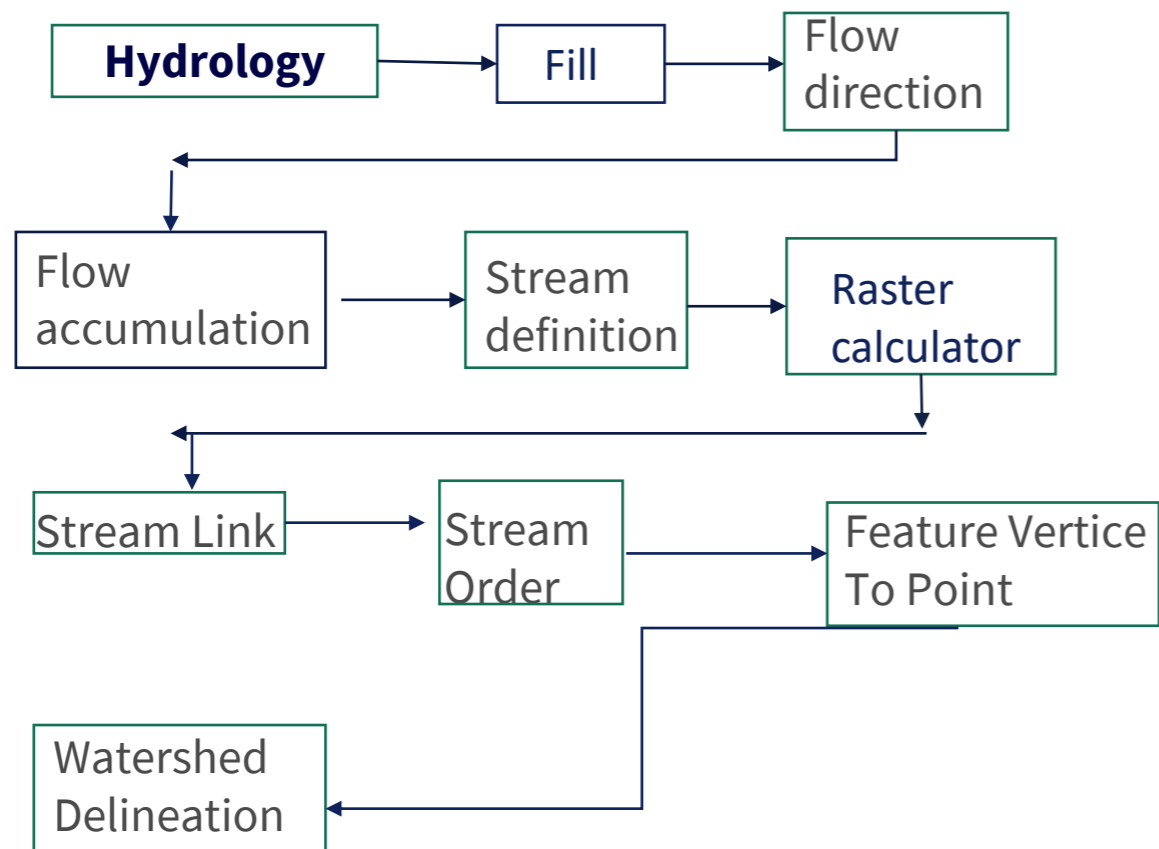 Hydrology
Fill
Flow
direction
Flow
accumulation
Stream
definition
Raster
calculator
Stream Link
Stream
Order
Feature Vertice
To Point
Watershed
Delineation